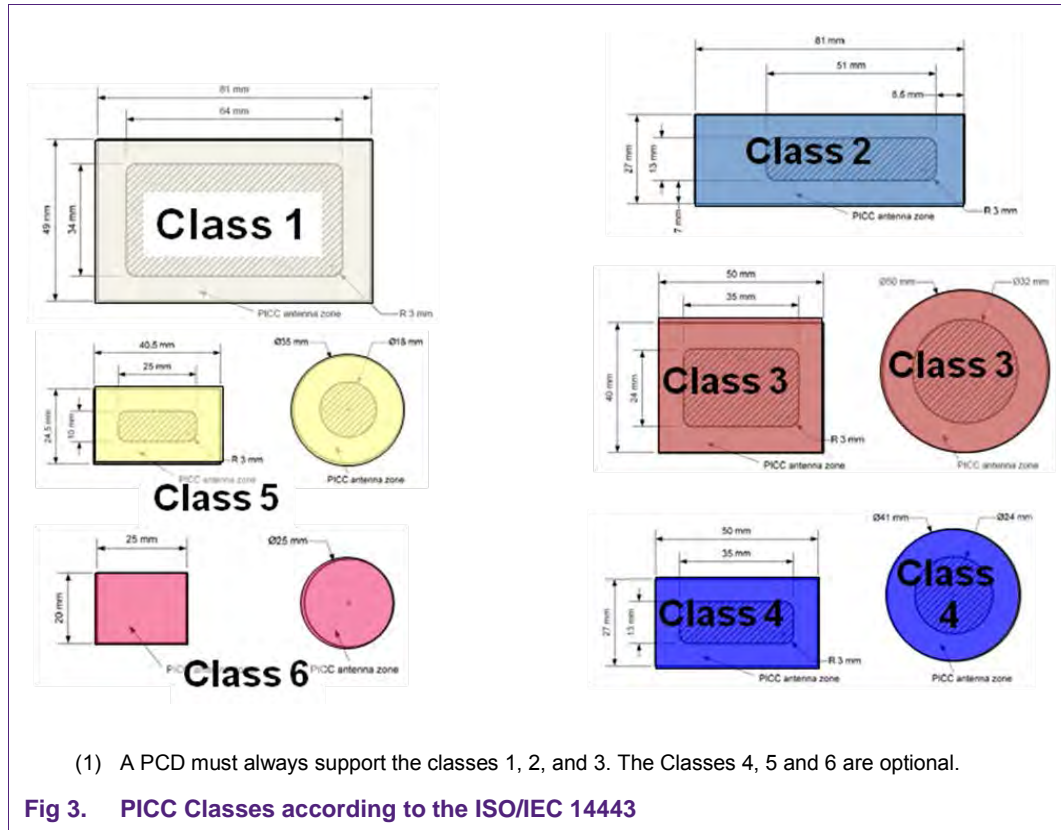 81 mm
64 mm
49 mm
34 mm
Class 1
PICC antenna zone
R 3 mm
81 mm
51 mm
8.5 mm
27 mm
13 mm
7 mm
Class 2
PICC antenna zone
R 3 mm
50 mm
35 mm
40 mm
24 mm
Class 3
R 3 mm
PICC antenna zone
Ø50 mm
Ø32 mm
Class 3
PICC antenna zone
40.5 mm
25 mm
24.5 mm
10 mm
R 3 mm
PICC antenna zone
Ø35 mm
Ø18 mm
PICC antenna zone
Class 5
25 mm
20 mm
Ø25 mm
PICC antenna zone
Class 6
50 mm
35 mm
27 mm
13 mm
Class 4
R 3 mm
PICC antenna zone
Ø41 mm
Ø24 mm
Class
4
PICC antenna zone
(1) A PCD must always support the classes 1, 2, and 3. The Classes 4, 5 and 6 are optional.
Fig 3. PICC Classes according to the ISO/IEC 14443